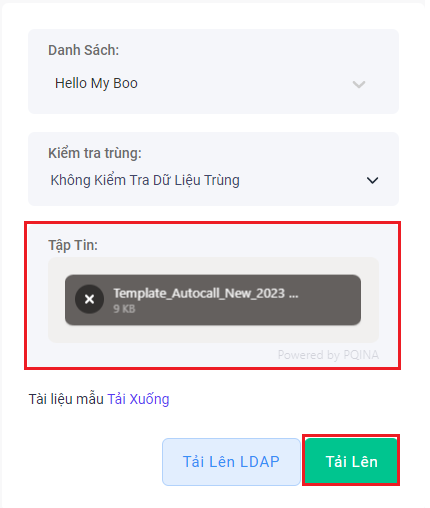 Danh Sách:
Hello My Boo
Kiểm tra trùng:
Không Kiểm Tra Dữ Liệu Trùng
Tập Tin:
Template_Autocall_New_2023 ...
9 KB
Powered by PQINA
Tài liệu mẫu Tải Xuống
Tải Lên LDAP
Tải Lên